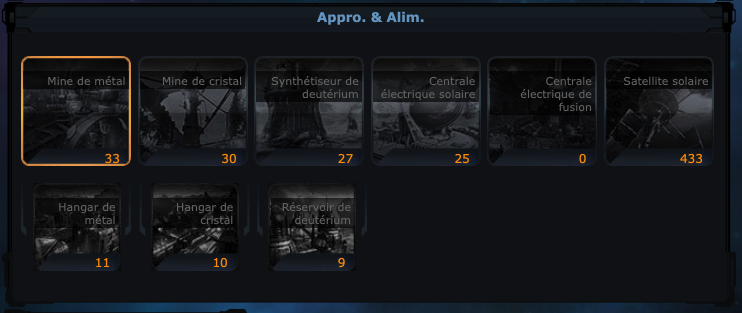 Appro. & Alim.
Mine de métal
33
Mine de cristal
30
Synthétiseur de
deutérium
27
Centrale
électrique solaire
25
Centrale
électrique de
fusion
0
Satellite solaire
433
Hangar de
métal
11
Hangar de
cristal
10
Réservoir de
deutérium
9